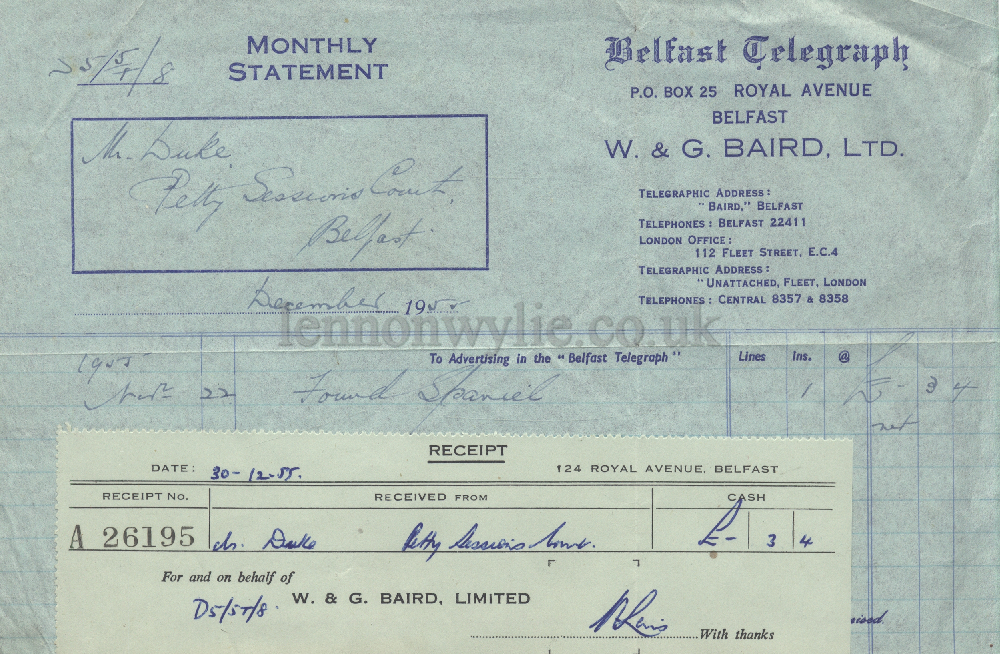 D5/5T/8
MONTHLY
STATEMENT
Belfast Telegraph
P.O. BOX 25 ROYAL AVENUE
BELFAST
W. & G. BAIRD, LTD.
Mr. Duke,
Petty Sessions Court,
Belfast.
TELEGRAPHIC ADDRESS:
"BAIRD," BELFAST
TELEPHONES: BELFAST 22411
LONDON OFFICE:
112 FLEET STREET, E.C.4
TELEGRAPHIC ADDRESS:
"UNATTACHED, FLEET, LONDON
TELEPHONES: CENTRAL 8357 & 8358
December 1955
lennonwylie.co.uk
To Advertising in the "Belfast Telegraph" Lines Ins. @
1955
Novr 22 Found Spaniel 1 £ - 3 4
net
RECEIPT
DATE: 30-12-55. 124 ROYAL AVENUE, BELFAST
RECEIPT No. RECEIVED FROM CASH
A 26195 Mr. Duke Petty Sessions Court. £ - 3 4
For and on behalf of
W. & G. BAIRD, LIMITED
D5/5T/8.
With thanks